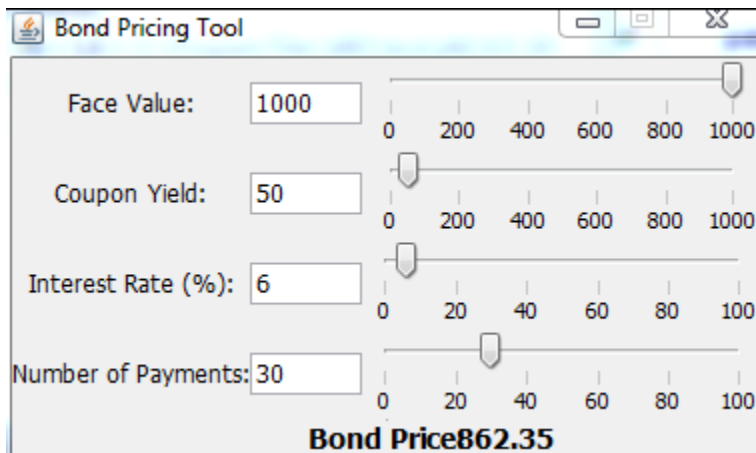 Bond Pricing Tool
Face Value: 1000
0 200 400 600 800 1000
Coupon Yield: 50
0 200 400 600 800 1000
Interest Rate (%): 6
0 20 40 60 80 100
Number of Payments: 30
0 20 40 60 80 100
Bond Price862.35